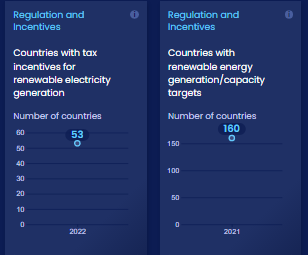 Regulation and
Incentives
Countries with tax
incentives for
renewable electricity
generation
Number of countries
60
53
50
40
30
20
10
0
2022
Regulation and
Incentives
Countries with
renewable energy
generation/capacity
targets
Number of countries
160
150
100
50
0
2021